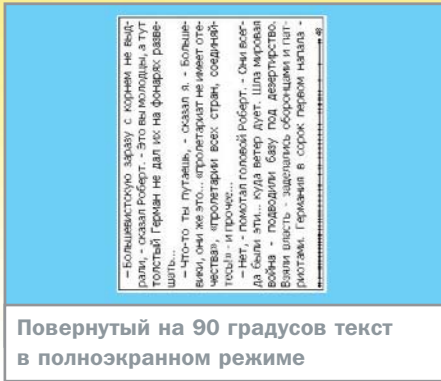 — Большевистскую заразу с корнем не выд-
рали, - сказал Роберт. - Это вы молодцы, а тут
толстый Герман не дал их на фонарях разве-
шать...
— Что-то ты путаешь, - сказал я. - Больше-
вики, они же это... «пролетариат не имеет оте-
чества», «пролетарии всех стран, соединяй-
тесь!» - и прочее...
— Нет, - помотал головой Роберт. - Они всег-
да были эти... куда ветер дует. Шла мировая
война - подводили базу под дезертирство.
Взяли власть - заделались оборонцами и пат-
риотами. Германия в сорок первом напала -
Повернутый на 90 градусов текст
в полноэкранном режиме